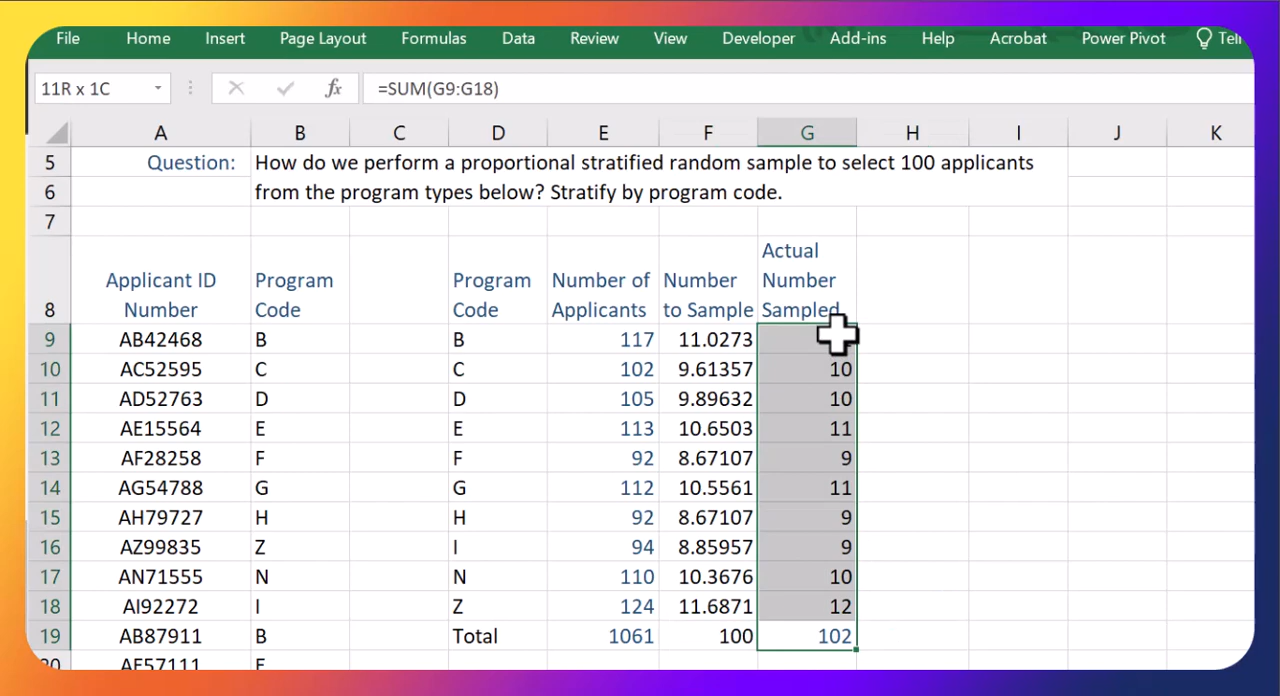 File Home Insert Page Layout Formulas Data Review View Developer Add-ins Help Acrobat Power Pivot Tell
11R x 1C fx =SUM(G9:G18)
A B C D E F G H I J K
5 Question: How do we perform a proportional stratified random sample to select 100 applicants
6 from the program types below? Stratify by program code.
7
Actual
Applicant ID Program Program Number of Number Number
8 Number Code Code Applicants to Sample Sampled
9 AB42468 B B 117 11.0273
10 AC52595 C C 102 9.61357 10
11 AD52763 D D 105 9.89632 10
12 AE15564 E E 113 10.6503 11
13 AF28258 F F 92 8.67107 9
14 AG54788 G G 112 10.5561 11
15 AH79727 H H 92 8.67107 9
16 AZ99835 Z I 94 8.85957 9
17 AN71555 N N 110 10.3676 10
18 AI92272 I Z 124 11.6871 12
19 AB87911 B Total 1061 100 102